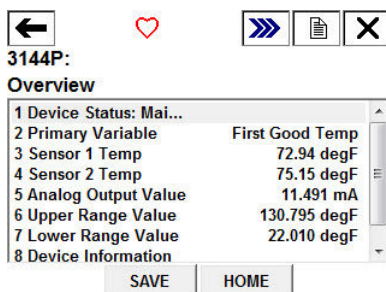 3144P:
Overview
1 Device Status: Mai...
2 Primary Variable First Good Temp
3 Sensor 1 Temp 72.94 degF
4 Sensor 2 Temp 75.15 degF
5 Analog Output Value 11.491 mA
6 Upper Range Value 130.795 degF
7 Lower Range Value 22.010 degF
8 Device Information
SAVE HOME